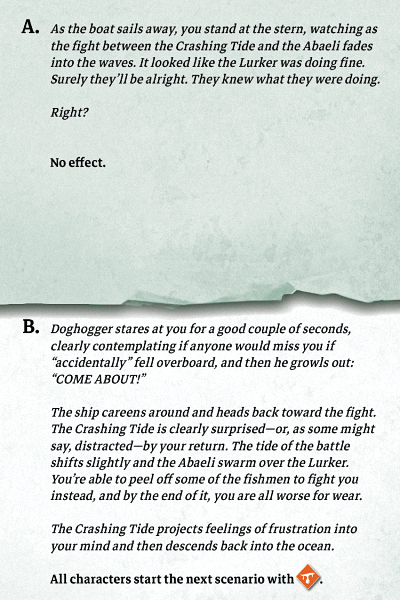 A. As the boat sails away, you stand at the stern, watching as
the fight between the Crashing Tide and the Abaeli fades
into the waves. It looked like the Lurker was doing fine.
Surely they’ll be alright. They knew what they were doing.
Right?
No effect.
B. Doghogger stares at you for a good couple of seconds,
clearly contemplating if anyone would miss you if
“accidentally” fell overboard, and then he growls out:
“COME ABOUT!”
The ship careens around and heads back toward the fight.
The Crashing Tide is clearly surprised—or, as some might
say, distracted—by your return. The tide of the battle
shifts slightly and the Abaeli swarm over the Lurker.
You’re able to peel off some of the fishmen to fight you
instead, and by the end of it, you are all worse for wear.
The Crashing Tide projects feelings of frustration into
your mind and then descends back into the ocean.
All characters start the next scenario with .